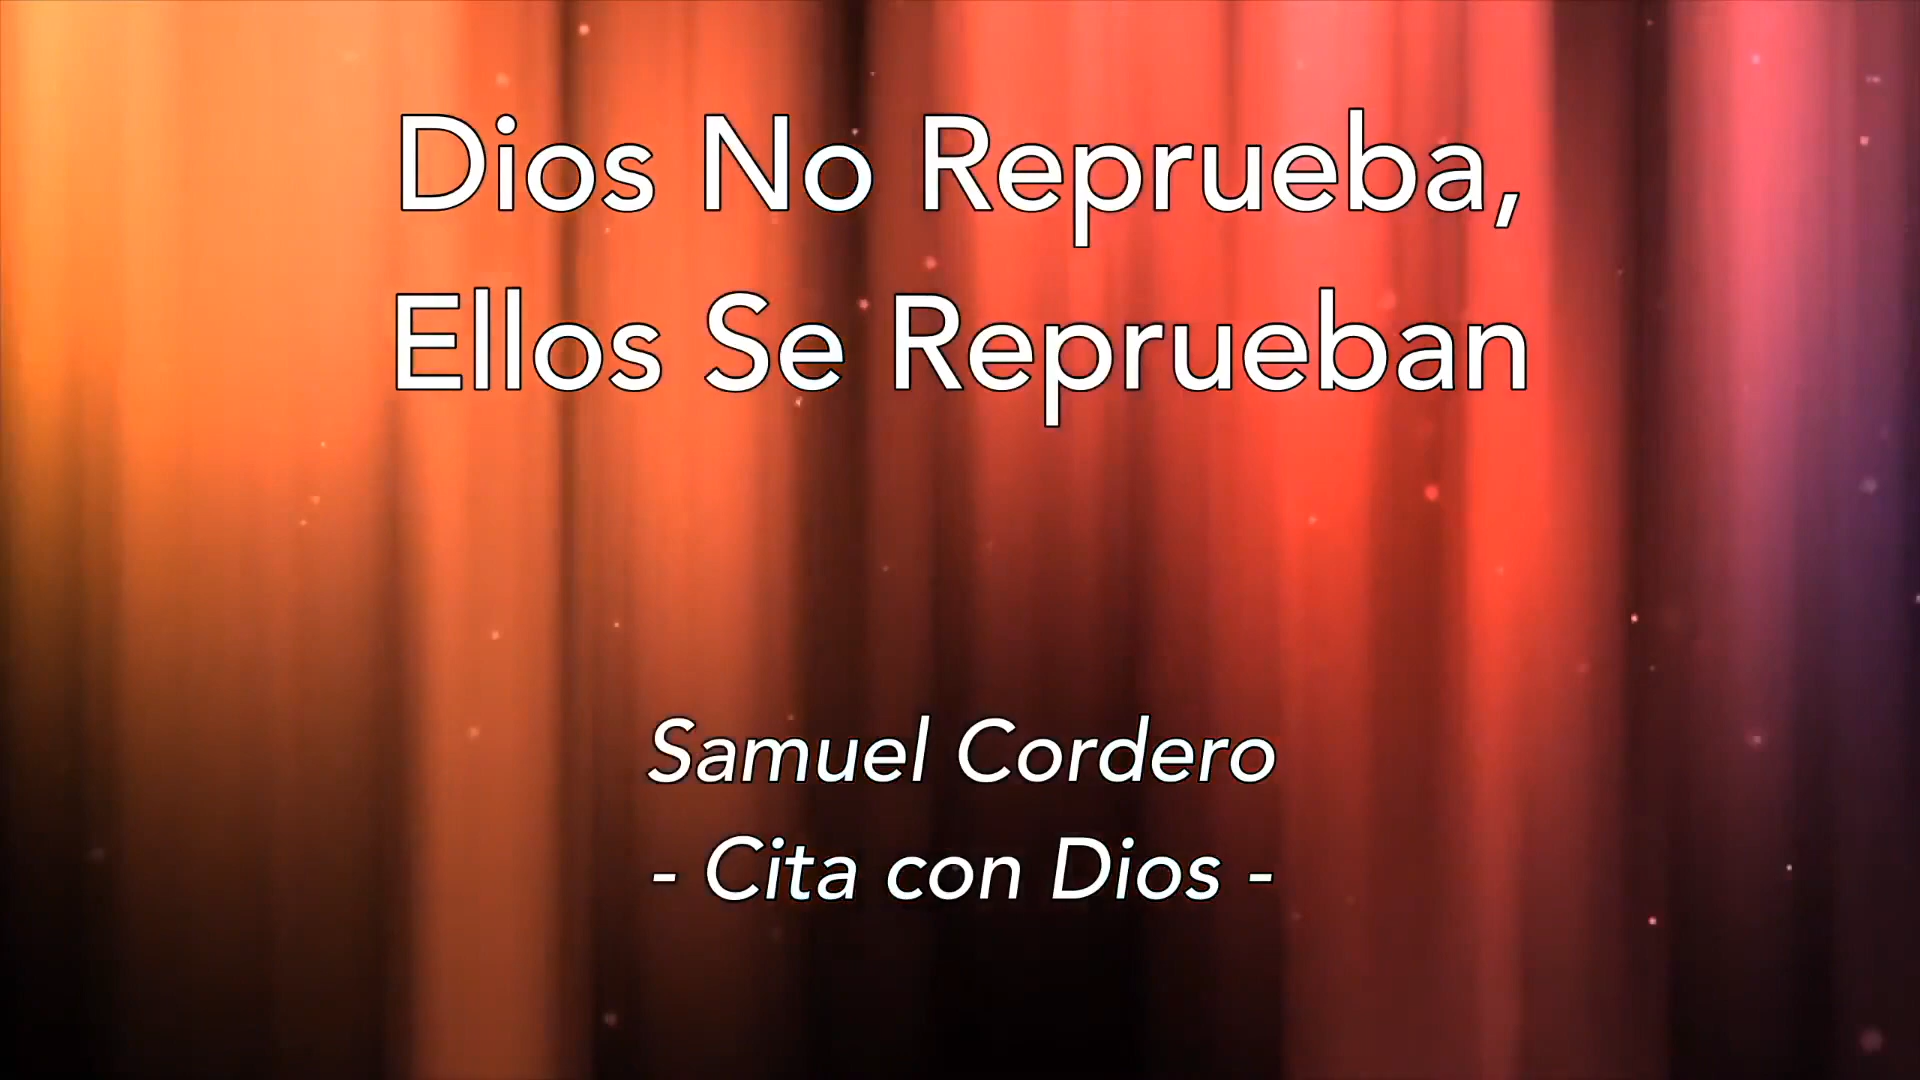 Dios No Reprueba,
Ellos Se Reprueban
Samuel Cordero
- Cita con Dios -